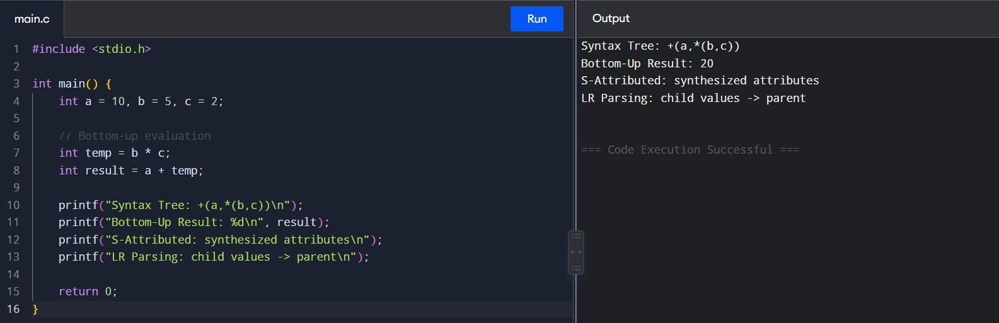 main.c
Run
Output
1 #include <stdio.h>
2
3 int main() {
4 int a = 10, b = 5, c = 2;
5
6 // Bottom-up evaluation
7 int temp = b * c;
8 int result = a + temp;
9
10 printf("Syntax Tree: +(a,*(b,c))\n");
11 printf("Bottom-Up Result: %d\n", result);
12 printf("S-Attributed: synthesized attributes\n");
13 printf("LR Parsing: child values -> parent\n");
14
15 return 0;
16 }
Syntax Tree: +(a,*(b,c))
Bottom-Up Result: 20
S-Attributed: synthesized attributes
LR Parsing: child values -> parent
=== Code Execution Successful ===